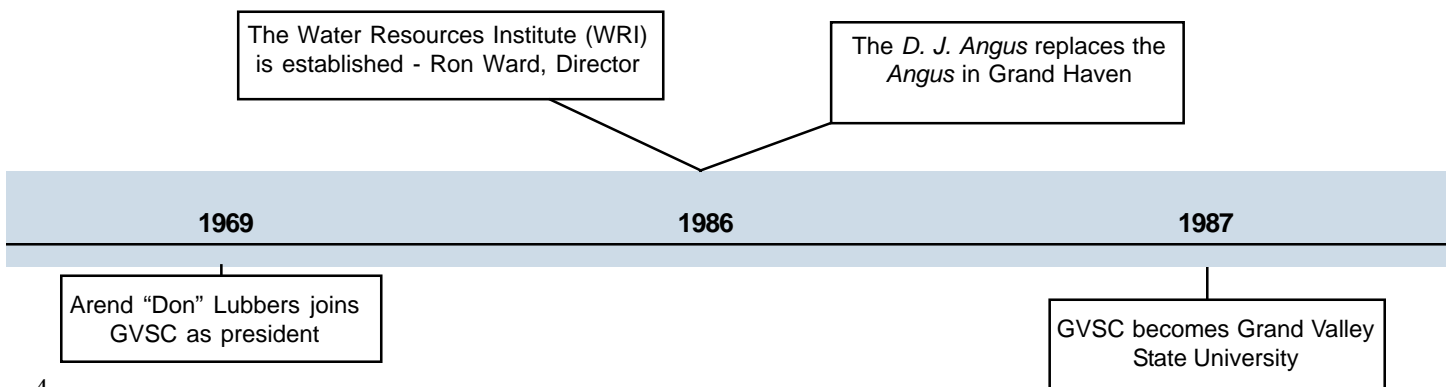 The Water Resources Institute (WRI)
is established - Ron Ward, Director
The D. J. Angus replaces the
Angus in Grand Haven
1969
1986
1987
Arend “Don” Lubbers joins
GVSC as president
GVSC becomes Grand Valley
State University
4